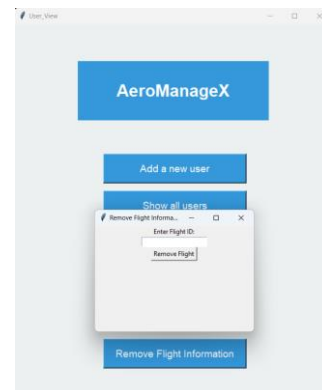 User_View
AeroManageX
Add a new user
Show all users
Remove Flight Informa...
Enter Flight ID:
Remove Flight
Remove Flight Information